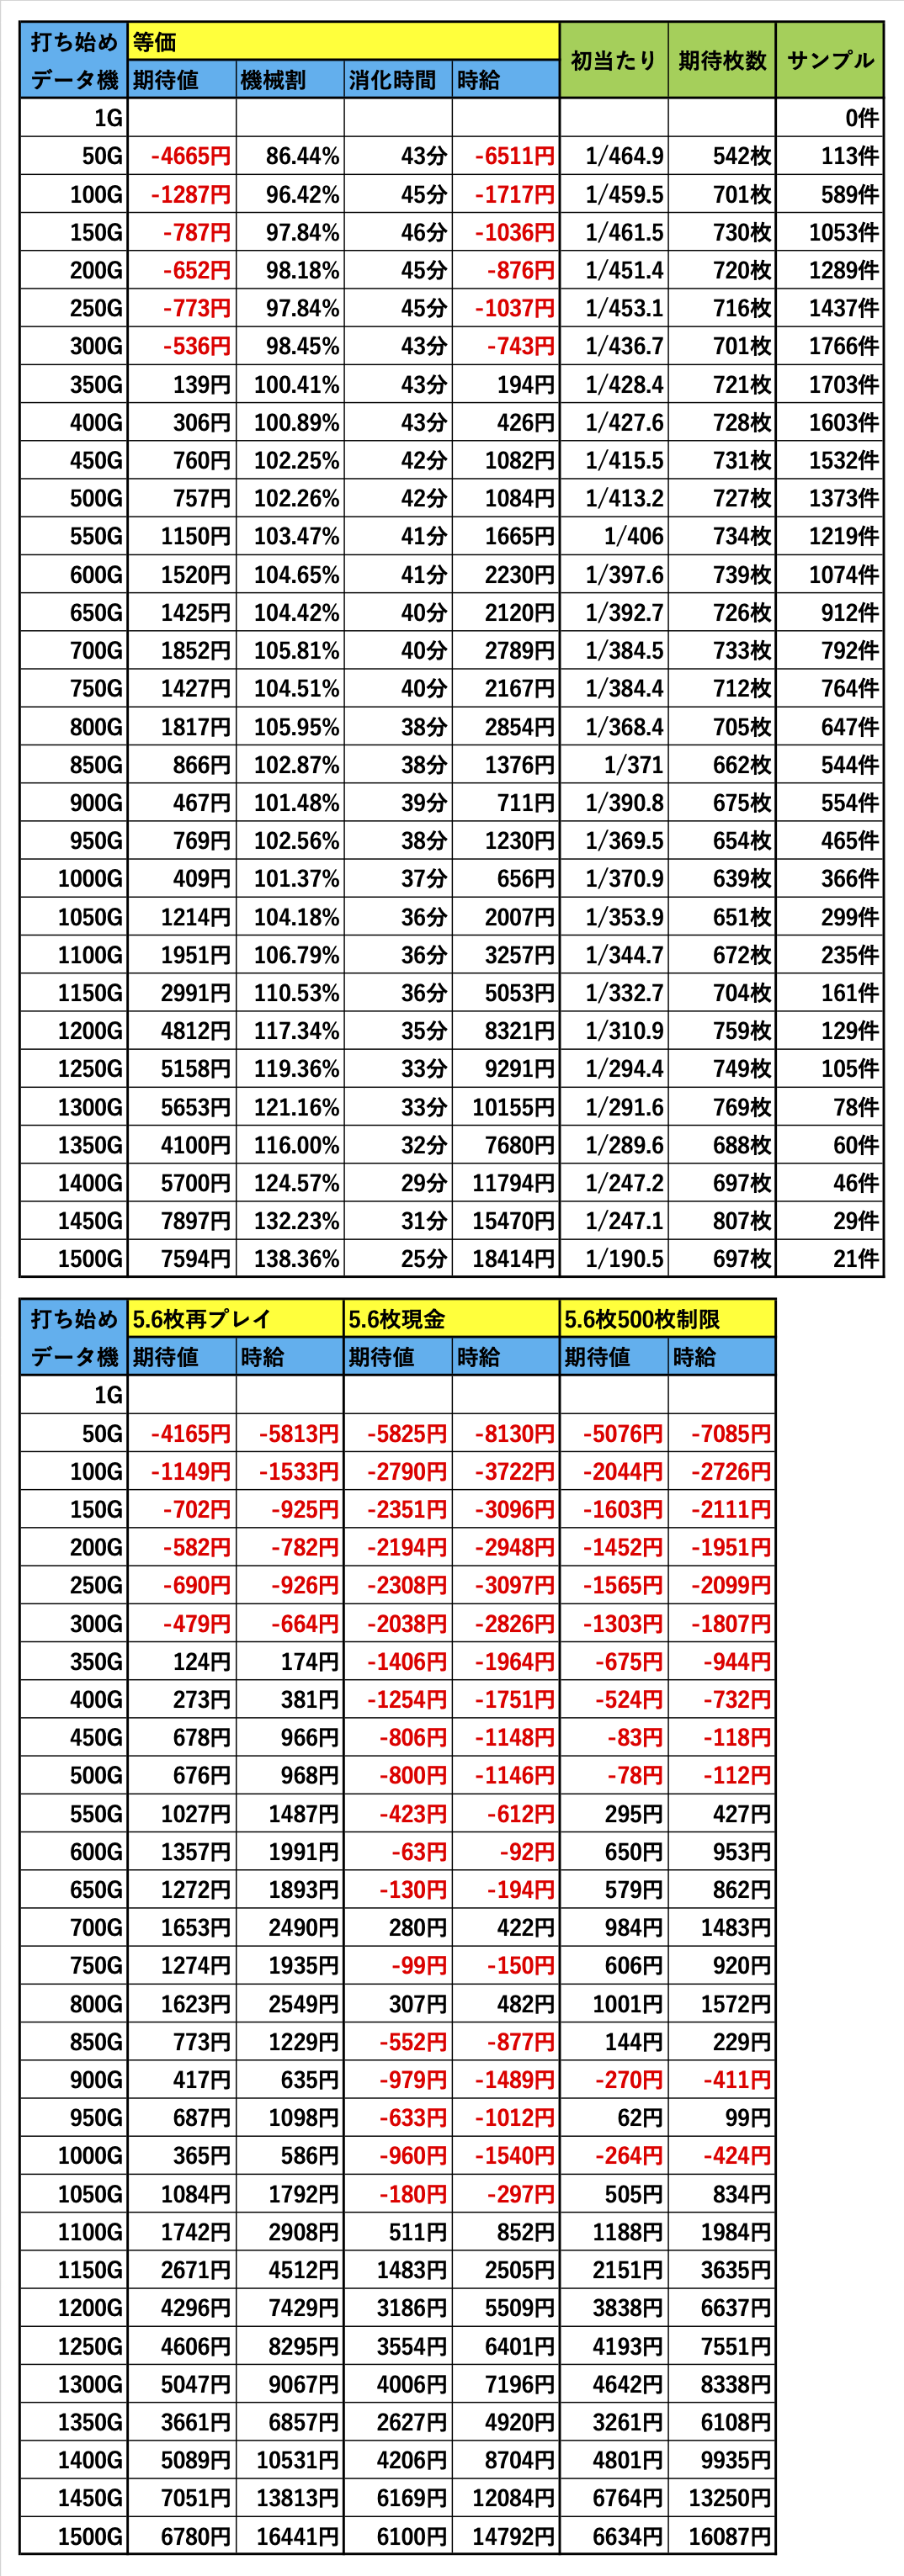 打ち始め 等価 初当たり 期待枚数 サンプル
データ機 期待値 機械割 消化時間 時給
1G 0件
50G -4665円 86.44% 43分 -6511円 1/464.9 542枚 113件
100G -1287円 96.42% 45分 -1717円 1/459.5 701枚 589件
150G -787円 97.84% 46分 -1036円 1/461.5 730枚 1053件
200G -652円 98.18% 45分 -876円 1/451.4 720枚 1289件
250G -773円 97.84% 45分 -1037円 1/453.1 716枚 1437件
300G -536円 98.45% 43分 -743円 1/436.7 701枚 1766件
350G 139円 100.41% 43分 194円 1/428.4 721枚 1703件
400G 306円 100.89% 43分 426円 1/427.6 728枚 1603件
450G 760円 102.25% 42分 1082円 1/415.5 731枚 1532件
500G 757円 102.26% 42分 1084円 1/413.2 727枚 1373件
550G 1150円 103.47% 41分 1665円 1/406 734枚 1219件
600G 1520円 104.65% 41分 2230円 1/397.6 739枚 1074件
650G 1425円 104.42% 40分 2120円 1/392.7 726枚 912件
700G 1852円 105.81% 40分 2789円 1/384.5 733枚 792件
750G 1427円 104.51% 40分 2167円 1/384.4 712枚 764件
800G 1817円 105.95% 38分 2854円 1/368.4 705枚 647件
850G 866円 102.87% 38分 1376円 1/371 662枚 544件
900G 467円 101.48% 39分 711円 1/390.8 675枚 554件
950G 769円 102.56% 38分 1230円 1/369.5 654枚 465件
1000G 409円 101.37% 37分 656円 1/370.9 639枚 366件
1050G 1214円 104.18% 36分 2007円 1/353.9 651枚 299件
1100G 1951円 106.79% 36分 3257円 1/344.7 672枚 235件
1150G 2991円 110.53% 36分 5053円 1/332.7 704枚 161件
1200G 4812円 117.34% 35分 8321円 1/310.9 759枚 129件
1250G 5158円 119.36% 33分 9291円 1/294.4 749枚 105件
1300G 5653円 121.16% 33分 10155円 1/291.6 769枚 78件
1350G 4100円 116.00% 32分 7680円 1/289.6 688枚 60件
1400G 5700円 124.57% 29分 11794円 1/247.2 697枚 46件
1450G 7897円 132.23% 31分 15470円 1/247.1 807枚 29件
1500G 7594円 138.36% 25分 18414円 1/190.5 697枚 21件
打ち始め 5.6枚再プレイ 5.6枚現金 5.6枚500枚制限
データ機 期待値 時給 期待値 時給 期待値 時給
1G
50G -4165円 -5813円 -5825円 -8130円 -5076円 -7085円
100G -1149円 -1533円 -2790円 -3722円 -2044円 -2726円
150G -702円 -925円 -2351円 -3096円 -1603円 -2111円
200G -582円 -782円 -2194円 -2948円 -1452円 -1951円
250G -690円 -926円 -2308円 -3097円 -1565円 -2099円
300G -479円 -664円 -2038円 -2826円 -1303円 -1807円
350G 124円 174円 -1406円 -1964円 -675円 -944円
400G 273円 381円 -1254円 -1751円 -524円 -732円
450G 678円 966円 -806円 -1148円 -83円 -118円
500G 676円 968円 -800円 -1146円 -78円 -112円
550G 1027円 1487円 -423円 -612円 295円 427円
600G 1357円 1991円 -63円 -92円 650円 953円
650G 1272円 1893円 -130円 -194円 579円 862円
700G 1653円 2490円 280円 422円 984円 1483円
750G 1274円 1935円 -99円 -150円 606円 920円
800G 1623円 2549円 307円 482円 1001円 1572円
850G 773円 1229円 -552円 -877円 144円 229円
900G 417円 635円 -979円 -1489円 -270円 -411円
950G 687円 1098円 -633円 -1012円 62円 99円
1000G 365円 586円 -960円 -1540円 -264円 -424円
1050G 1084円 1792円 -180円 -297円 505円 834円
1100G 1742円 2908円 511円 852円 1188円 1984円
1150G 2671円 4512円 1483円 2505円 2151円 3635円
1200G 4296円 7429円 3186円 5509円 3838円 6637円
1250G 4606円 8295円 3554円 6401円 4193円 7551円
1300G 5047円 9067円 4006円 7196円 4642円 8338円
1350G 3661円 6857円 2627円 4920円 3261円 6108円
1400G 5089円 10531円 4206円 8704円 4801円 9935円
1450G 7051円 13813円 6169円 12084円 6764円 13250円
1500G 6780円 16441円 6100円 14792円 6634円 16087円